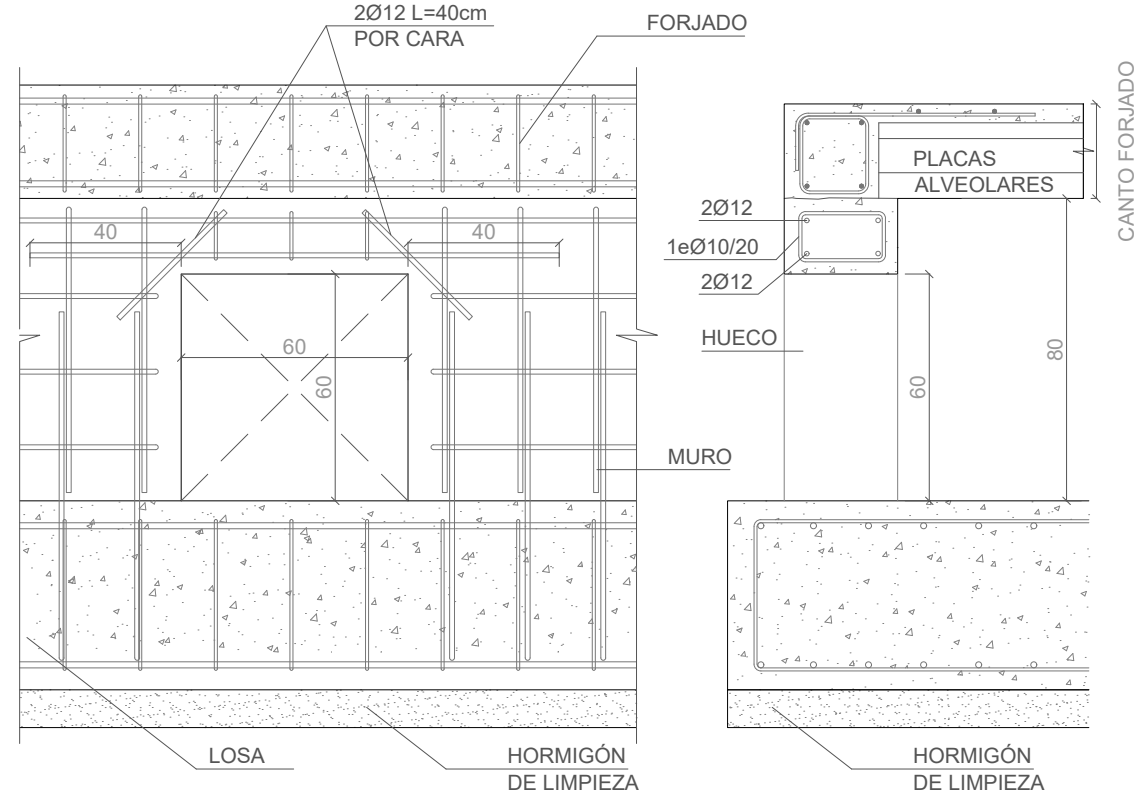 2Ø12 L=40cm
POR CARA
FORJADO
40
40
60
60
MURO
LOSA
HORMIGÓN
DE LIMPIEZA
CANTO FORJADO
PLACAS
ALVEOLARES
2Ø12
1eØ10/20
2Ø12
HUECO
60
80
HORMIGÓN
DE LIMPIEZA